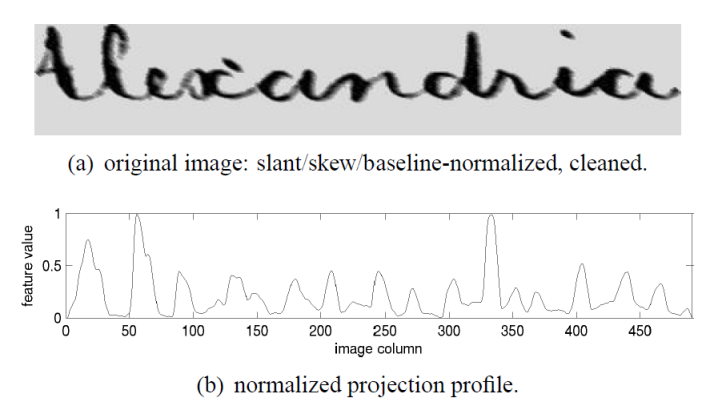 Alexandria
(a) original image: slant/skew/baseline-normalized, cleaned.
1
0.5
0
feature value
0 50 100 150 200 250 300 350 400 450
image column
(b) normalized projection profile.